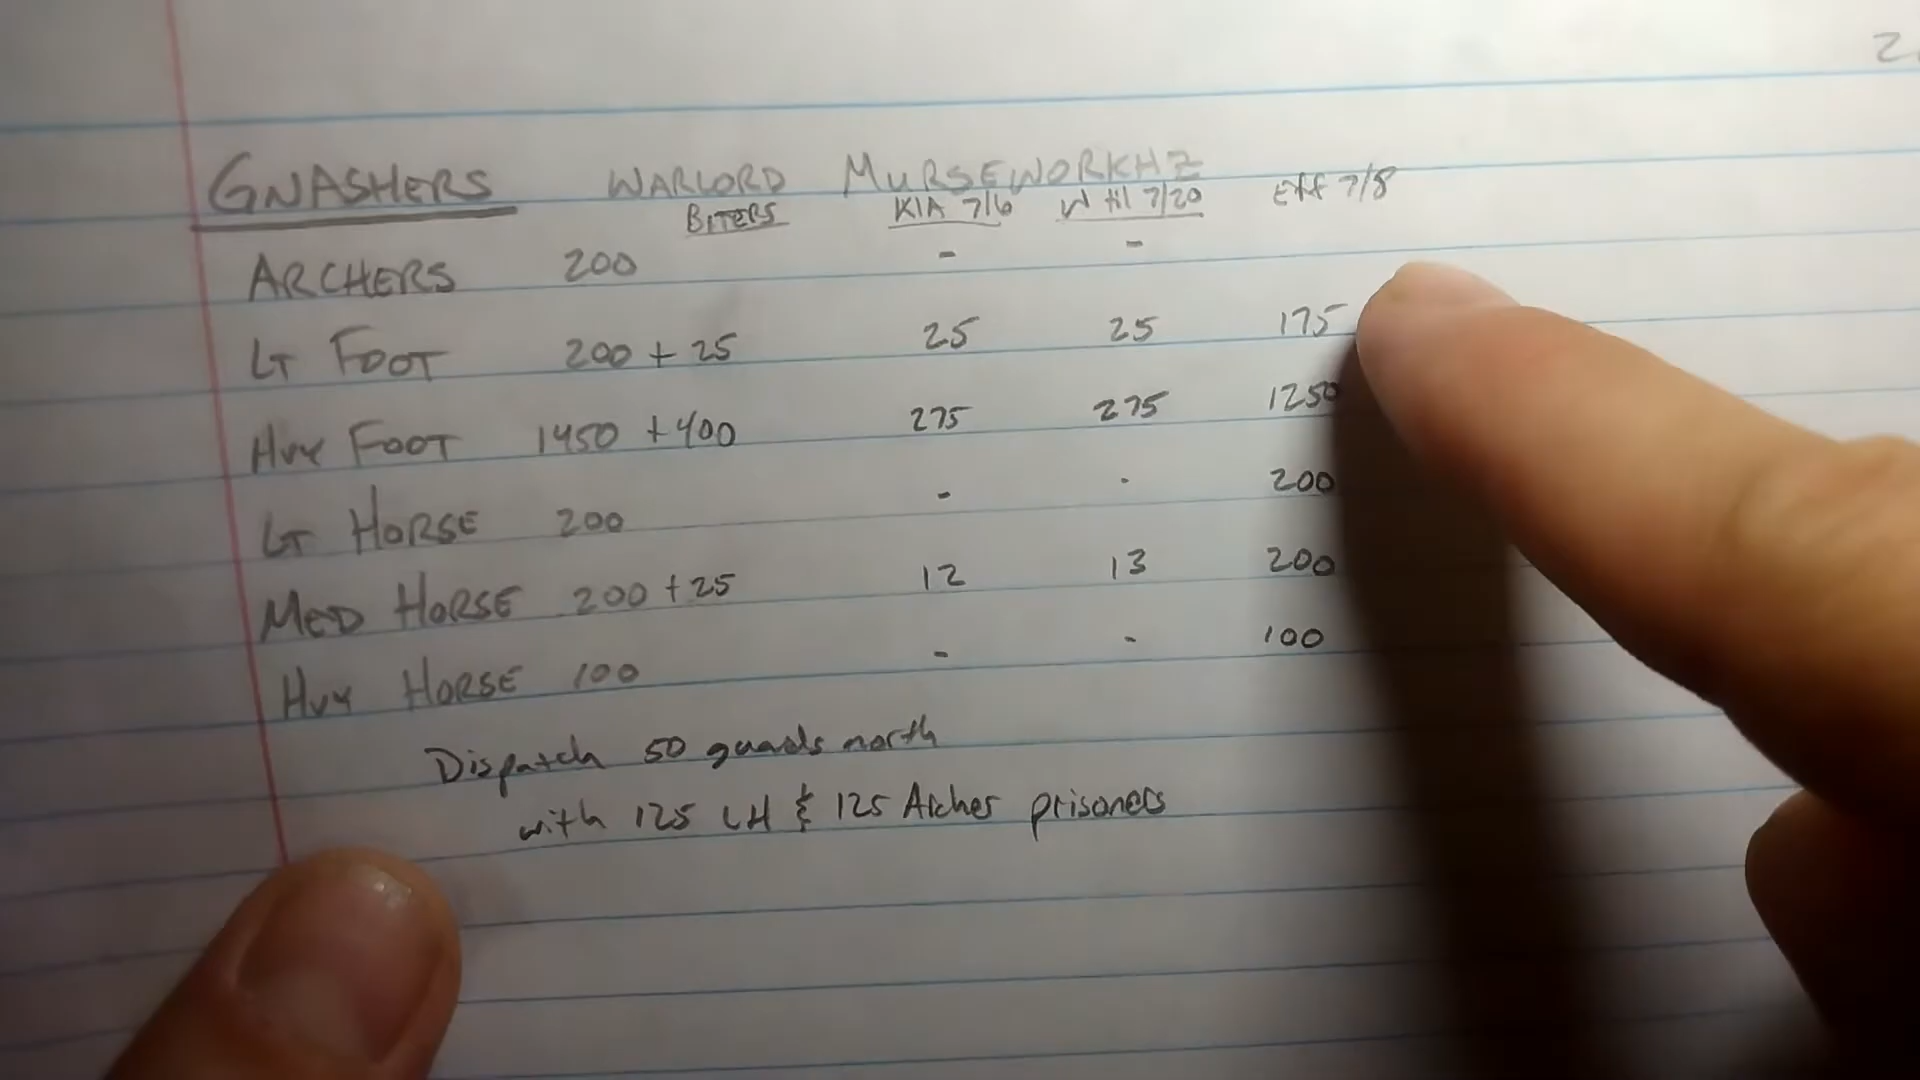 2
GNASHERS WARLORD MURSEWORKHZ
BITERS KIA 7/6 W til 7/20 Eff 7/8
ARCHERS 200 - -
LT FOOT 200 + 25 25 25 175
HVY FOOT 1450 + 400 275 275 1250
LT HORSE 200 - - 200
MED HORSE 200 + 25 12 13 200
HVY HORSE 100 - - 100
Dispatch 50 guards north
with 125 LH & 125 Archer prisoners